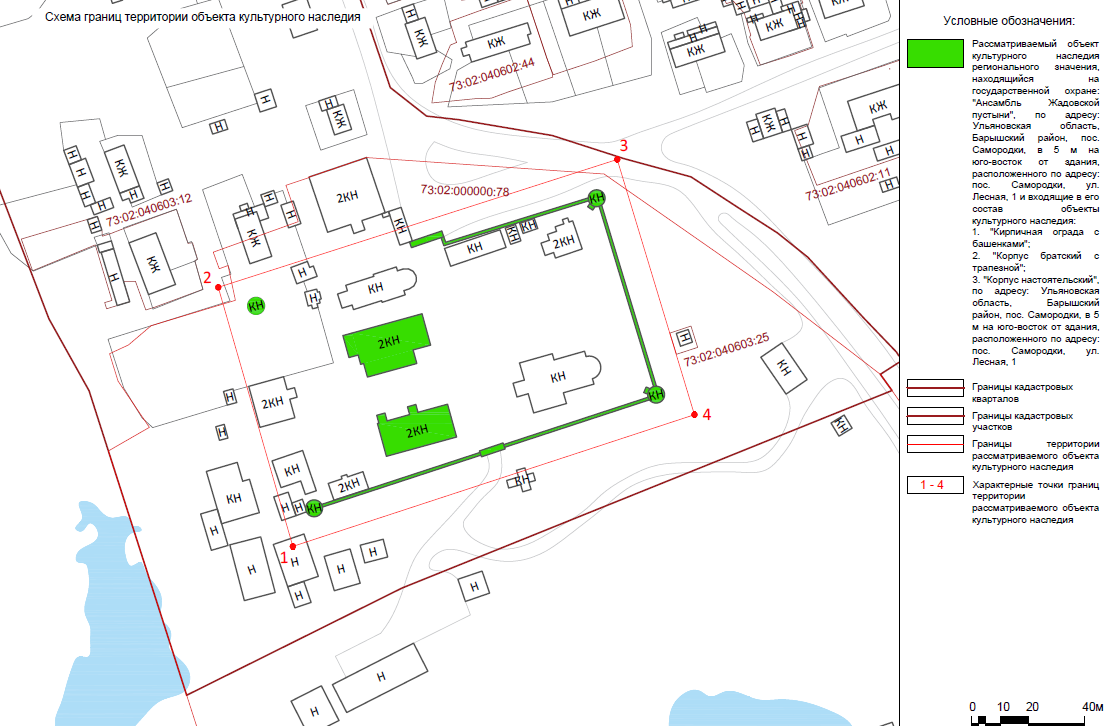 Схема границ территории объекта культурного наследия
Условные обозначения:
Рассматриваемый объект
культурного наследия
регионального значения,
находящийся на
государственной охране:
"Ансамбль Жадовской
пустыни", по адресу:
Ульяновская область,
Барышский район, пос.
Самородки, в 5 м на
юго-восток от здания,
расположенного по адресу:
пос. Самородки, ул.
Лесная, 1 и входящие в его
состав объекты
культурного наследия:
1. "Кирпичная ограда с
башенками";
2. "Корпус братский с
трапезной";
3. "Корпус настоятельский",
по адресу: Ульяновская
область, Барышский
район, пос. Самородки, в 5
м на юго-восток от здания,
расположенного по адресу:
пос. Самородки, ул.
Лесная, 1
Границы кадастровых
кварталов
Границы кадастровых
участков
Границы территории
рассматриваемого объекта
культурного наследия
1 - 4
Характерные точки границ
территории
рассматриваемого объекта
культурного наследия
0 10 20 40м
КЖ
КЖ
КЖ
КЖ
КЖ
73:02:040602:44
Н
Н
Н
КЖ
Н
КЖ
Н
КЖ
Н
Н
Н
73:02:040602:11
3
Н
Н
КЖ
Н
Н
Н
73:02:040603:12
Н
КЖ
Н
2КН
КН
73:02:000000:78
КН
Н
КЖ
Н
Н
Н
КН
КН
КН
2КН
2
КН
Н
Н
КН
2КН
КН
Н
73:02:040603:25
КН
КН
4
КН
Н
2КН
Н
2КН
КН
2КН
КН
Н
Н
Н
КН
КН
1
Н
Н
Н
Н
Н
Н
Н
Н